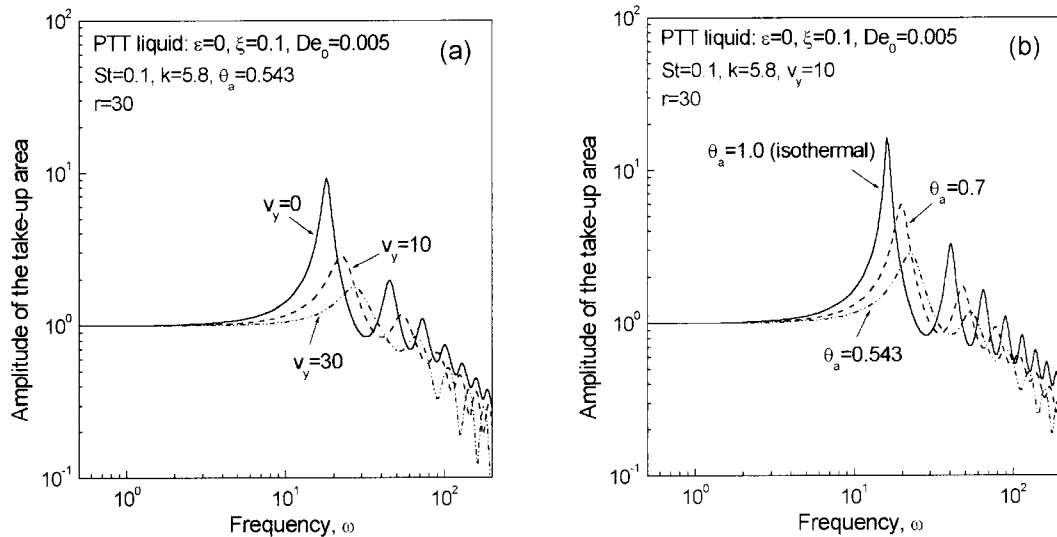 (a)
PTT liquid: ε=0, ξ=0.1, De₀=0.005
St=0.1, k=5.8, θₐ=0.543
r=30
v_y=0
v_y=10
v_y=30
Amplitude of the take-up area
10²
10¹
10⁰
10⁻¹
10⁰
10¹
10²
Frequency, ω
(b)
PTT liquid: ε=0, ξ=0.1, De₀=0.005
St=0.1, k=5.8, v_y=10
r=30
θₐ=1.0 (isothermal)
θₐ=0.7
θₐ=0.543
Amplitude of the take-up area
10²
10¹
10⁰
10⁻¹
10⁰
10¹
10²
Frequency, ω